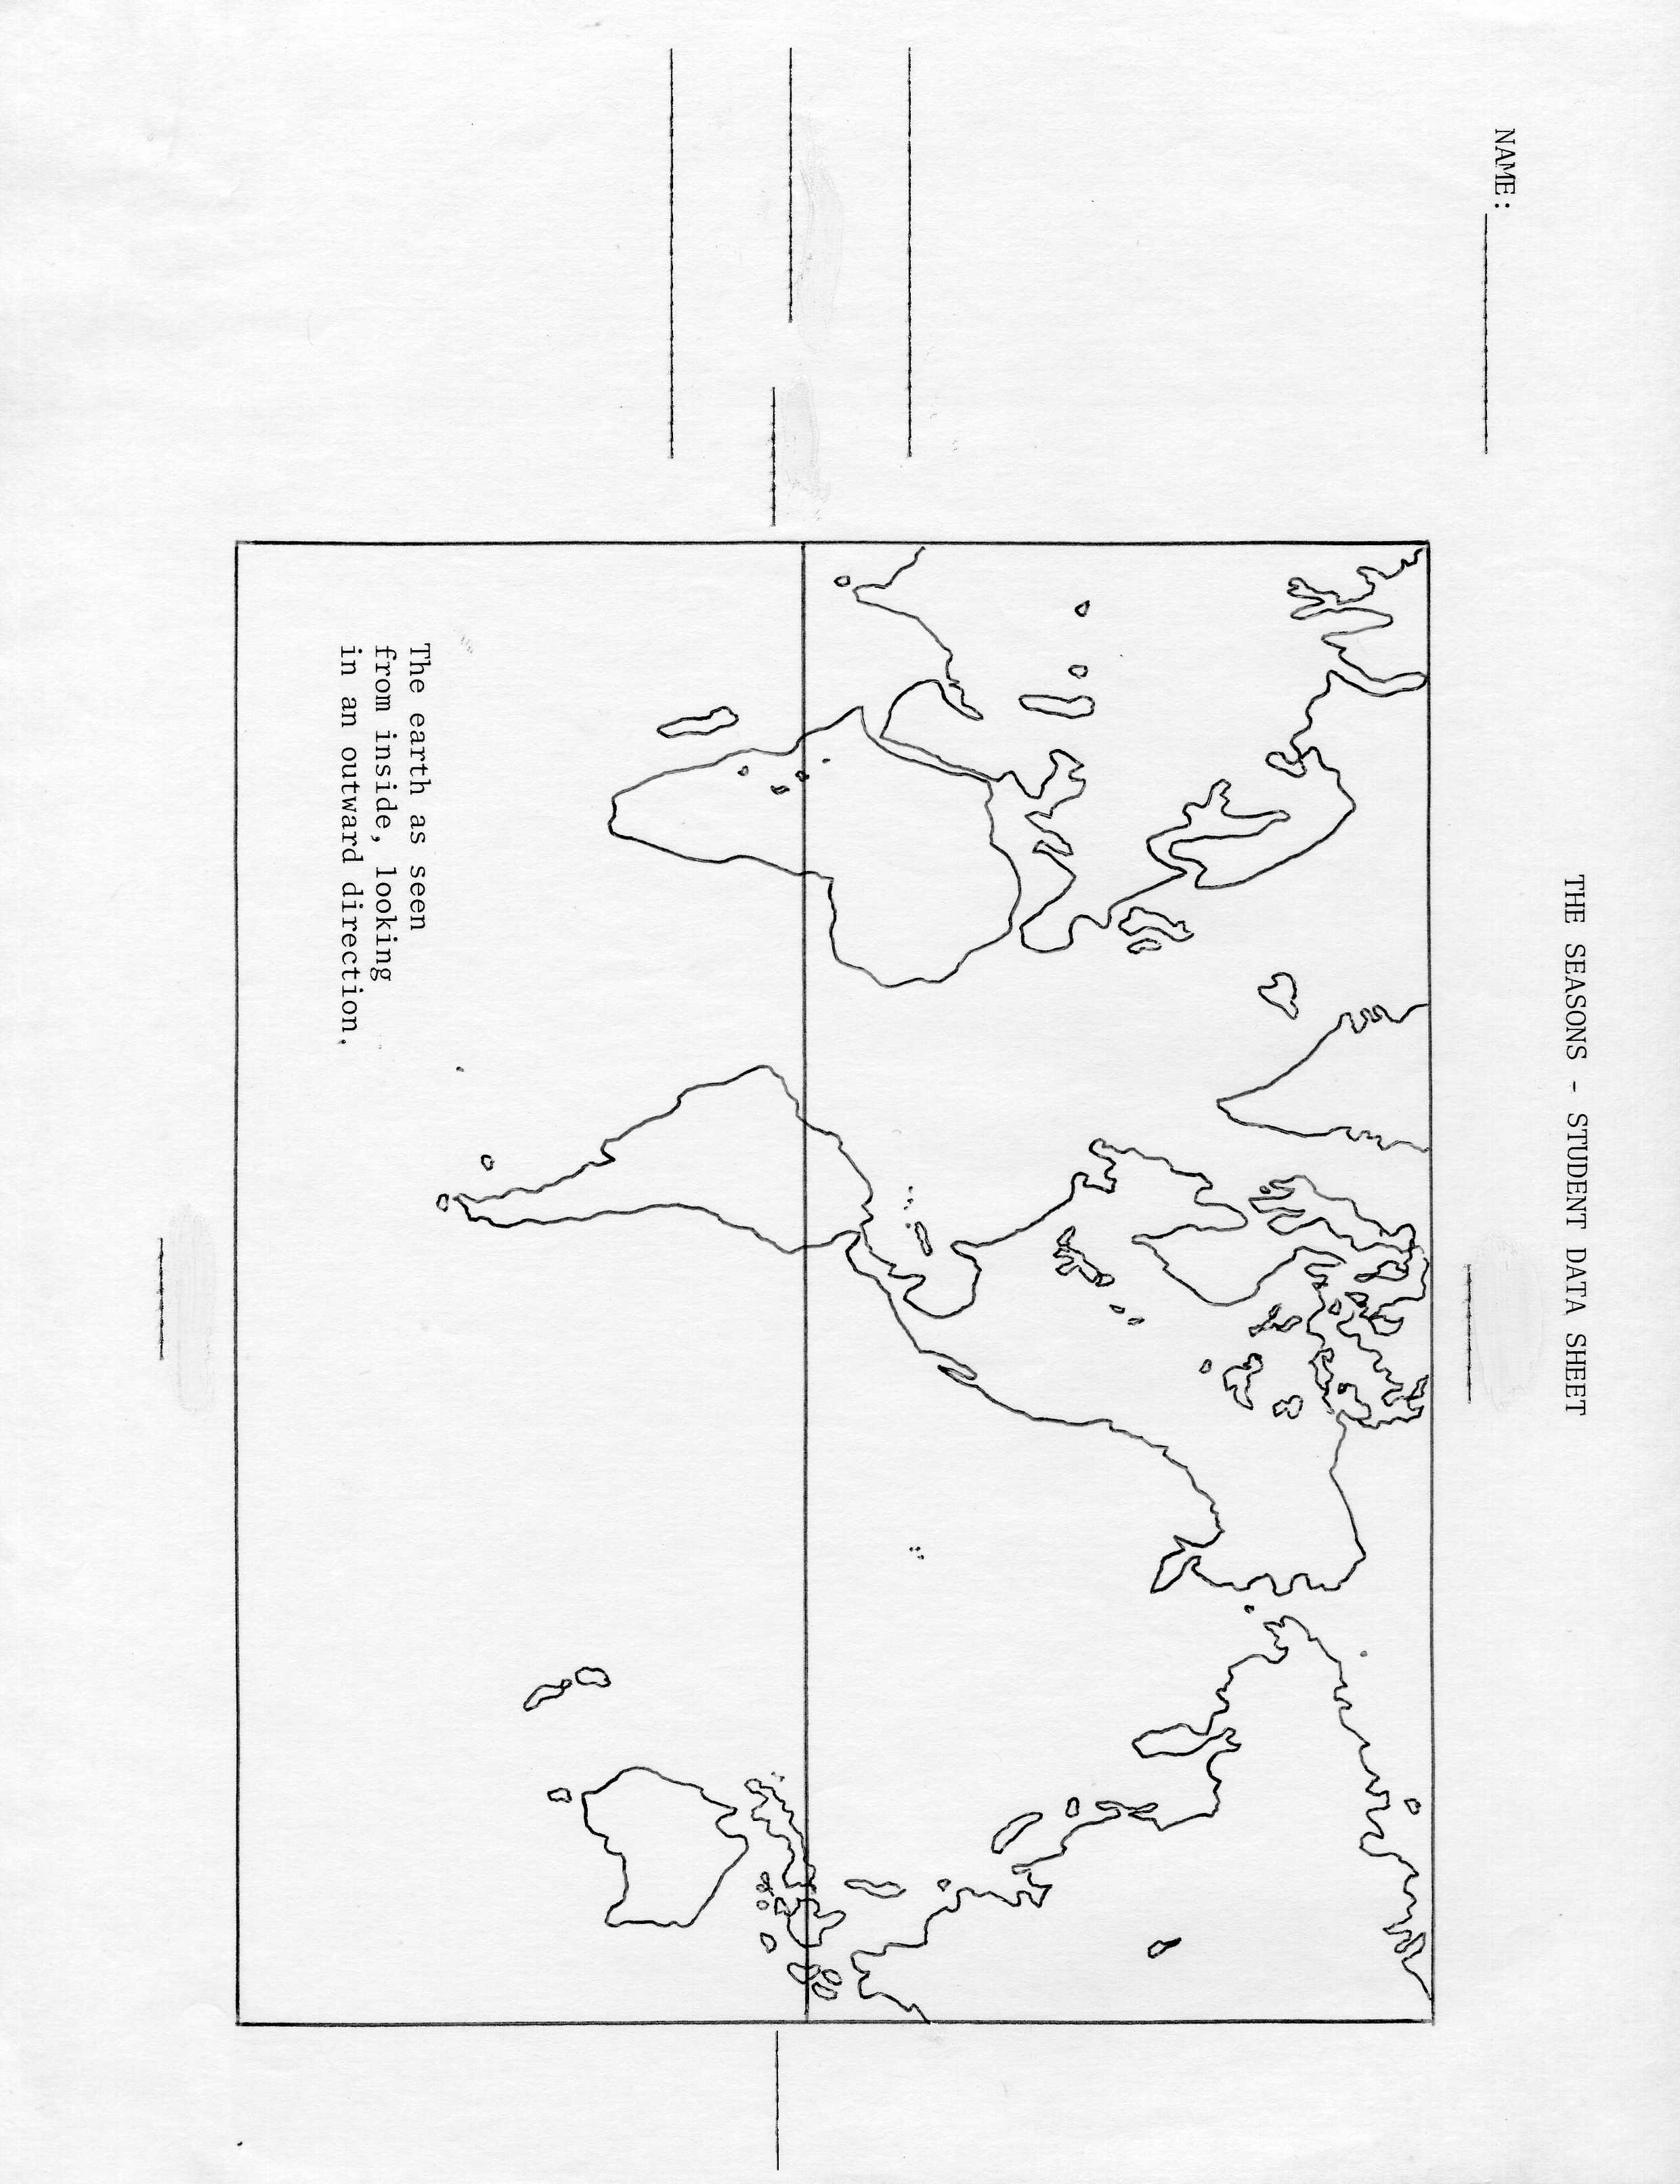 THE SEASONS - STUDENT DATA SHEET
NAME:
The earth as seen
from inside, looking
in an outward direction.